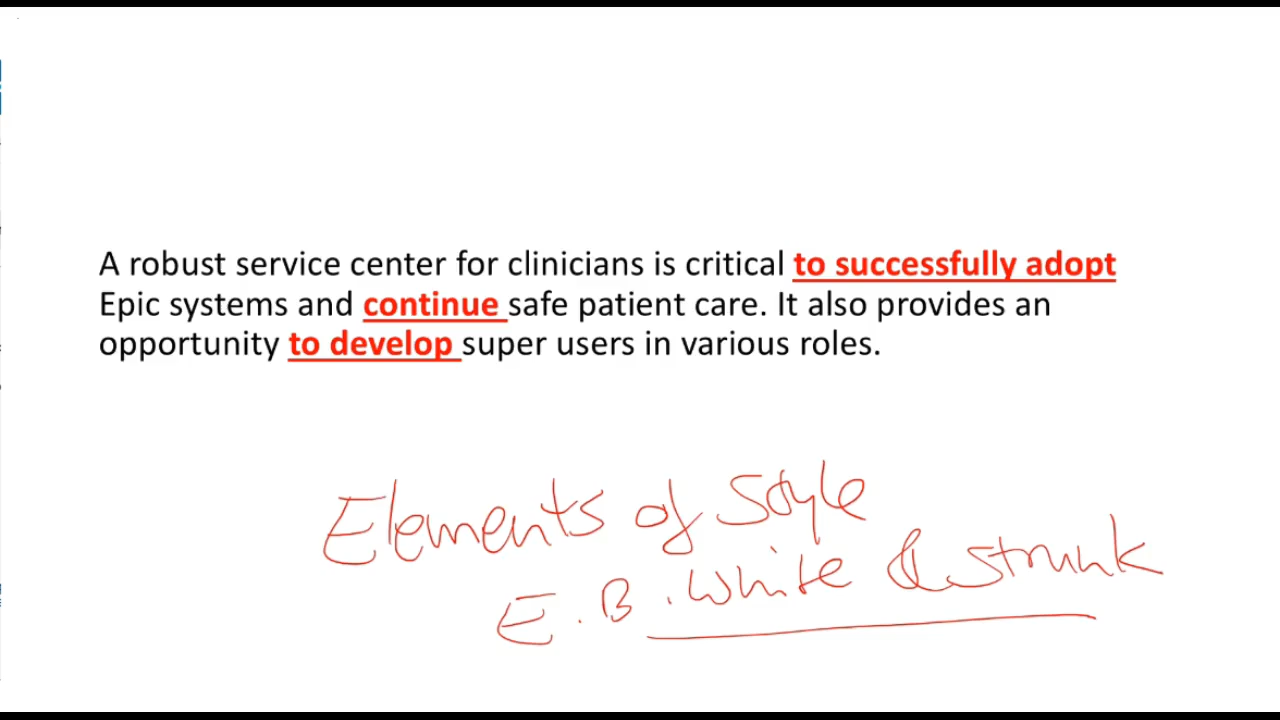 A robust service center for clinicians is critical to successfully adopt
Epic systems and continue safe patient care. It also provides an
opportunity to develop super users in various roles.
Elements of Style
E.B. White & Strunk